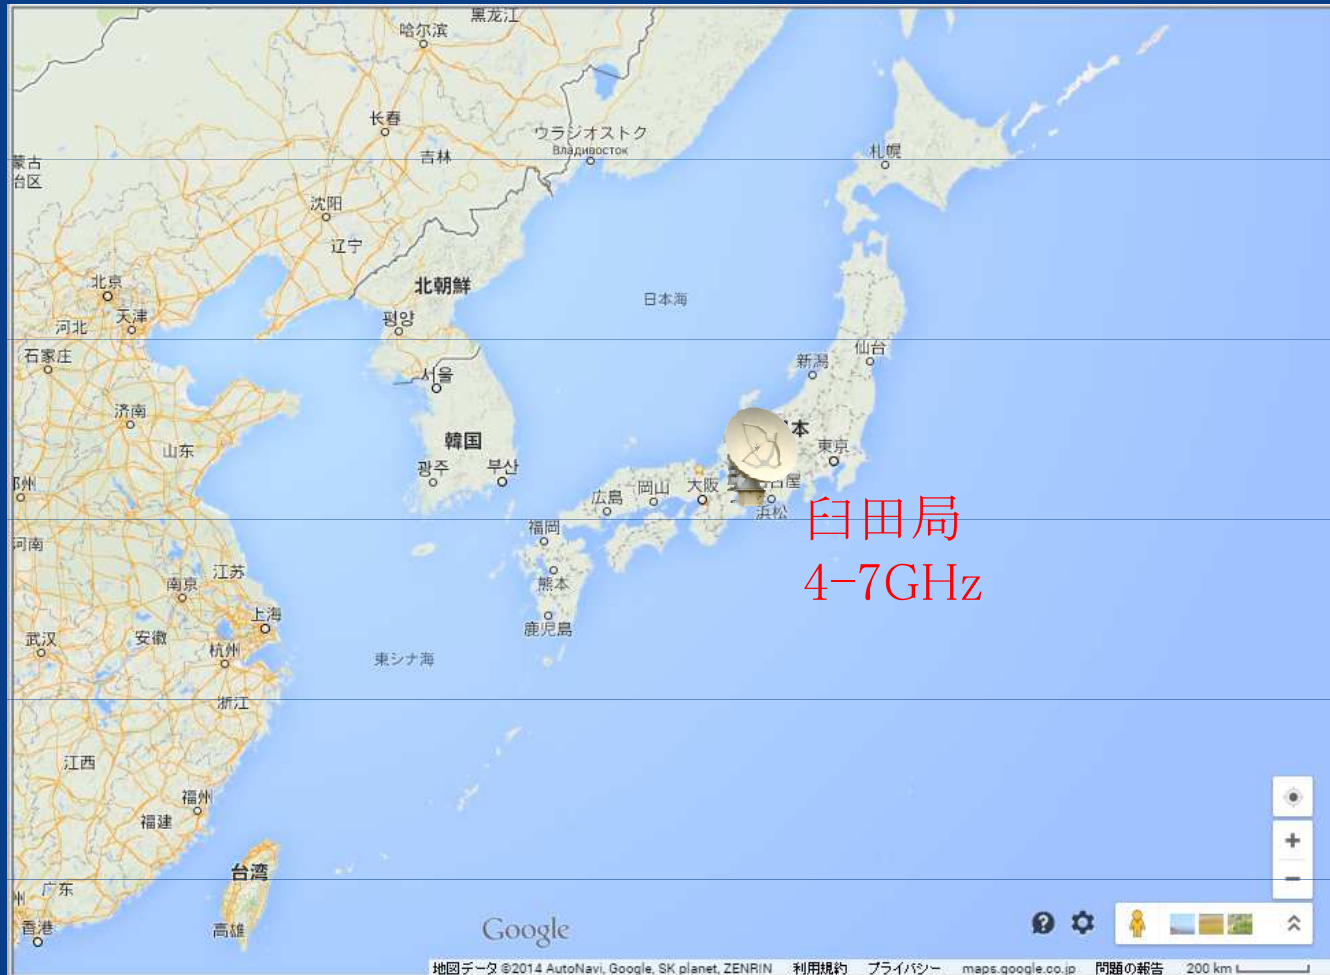 黑龙江
哈尔滨
长春
吉林
ウラジオストク
Владивосток
札幌
蒙古
治区
沈阳
辽宁
北京
天津
河北
北朝鮮
평양
日本海
石家庄
서울
新潟
仙台
济南
山东
韓国
本
東京
광주
부산
広島
岡山
大阪
浜松
臼田局
4-7GHz
河南
福岡
熊本
鹿児島
江苏
南京
上海
武汉
安徽
杭州
東シナ海
浙江
江西
福州
福建
台湾
广东
州
香港
高雄
Google
地図データ ©2014 AutoNavi, Google, SK planet, ZENRIN 利用規約 プライバシー maps.google.co.jp 問題の報告 200 km